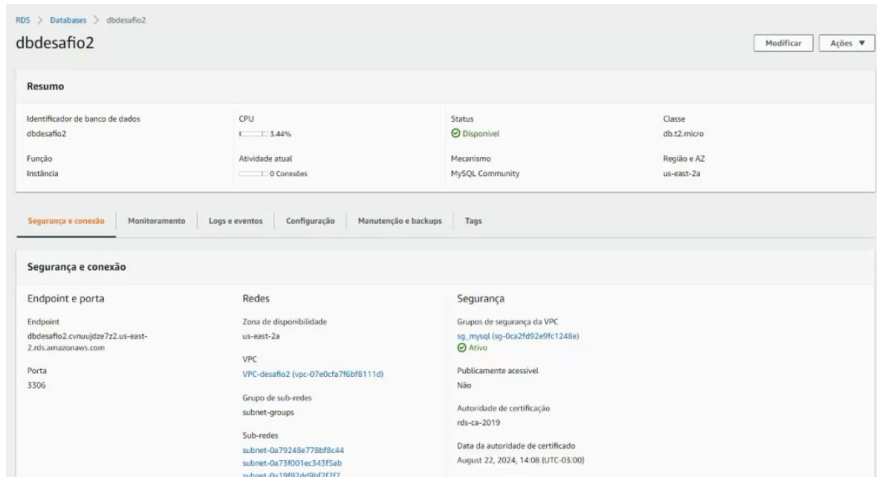 RDS > Databases > dbdesafio2
dbdesafio2
Modificar
Ações ▼
Resumo
Identificador de banco de dados
dbdesafio2
CPU
3.44%
Status
Disponível
Classe
db.t2.micro
Função
Instância
Atividade atual
0 Conexões
Mecanismo
MySQL Community
Região e AZ
us-east-2a
Segurança e conexão
Monitoramento
Logs e eventos
Configuração
Manutenção e backups
Tags
Segurança e conexão
Endpoint e porta
Endpoint
dbdesafio2.cvnuujdze7z2.us-east-
2.rds.amazonaws.com
Porta
3306
Redes
Zona de disponibilidade
us-east-2a
VPC
VPC-desafio2 (vpc-07e0cfa7f6bf8111d)
Grupo de sub-redes
subnet-groups
Sub-redes
subnet-0a79248e778bf8c44
subnet-0a73f001ec343f5ab
subnet-0a19f92dd9bf2f2f7
Segurança
Grupos de segurança da VPC
sg_mysql (sg-0ca2fd92e9fc1248e)
Ativo
Publicamente acessível
Não
Autoridade de certificação
rds-ca-2019
Data da autoridade de certificado
August 22, 2024, 14:08 (UTC-03:00)